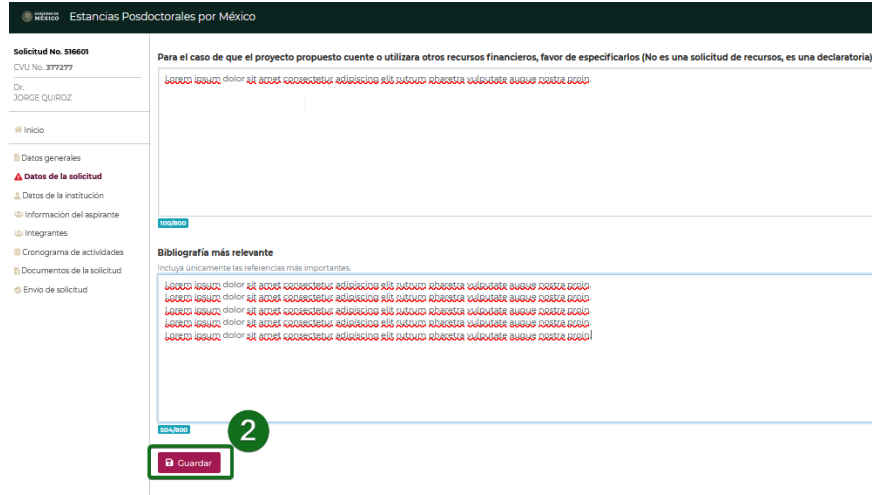 GOBIERNO DE
MÉXICO
Estancias Posdoctorales por México
Solicitud No. 516601
CVU No. 377277
Dr.
JORGE QUIROZ
Inicio
Datos generales
Datos de la solicitud
Datos de la institución
Información del aspirante
Integrantes
Cronograma de actividades
Documentos de la solicitud
Envio de solicitud
Para el caso de que el proyecto propuesto cuente o utilizara otros recursos financieros, favor de especificarlos (No es una solicitud de recursos, es una declaratoria)
Lorem ipsum dolor sit amet consectetur adipiscing elit rutrum pharetra vulputate augue nostra proin.
100/800
Bibliografía más relevante
Incluya únicamente las referencias más importantes.
Lorem ipsum dolor sit amet consectetur adipiscing elit rutrum pharetra vulputate augue nostra proin.
Lorem ipsum dolor sit amet consectetur adipiscing elit rutrum pharetra vulputate augue nostra proin.
Lorem ipsum dolor sit amet consectetur adipiscing elit rutrum pharetra vulputate augue nostra proin.
Lorem ipsum dolor sit amet consectetur adipiscing elit rutrum pharetra vulputate augue nostra proin.
Lorem ipsum dolor sit amet consectetur adipiscing elit rutrum pharetra vulputate augue nostra proin.
504/800
2
Guardar